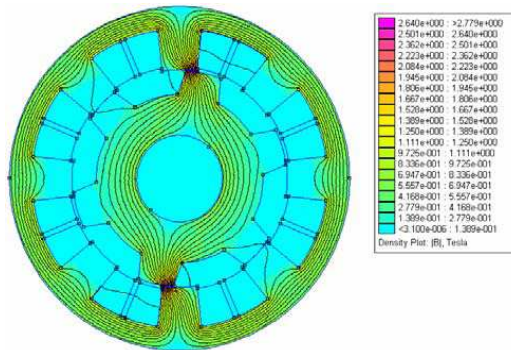 2.640e+000 : >2.779e+000
2.501e+000 : 2.640e+000
2.362e+000 : 2.501e+000
2.223e+000 : 2.362e+000
2.084e+000 : 2.223e+000
1.945e+000 : 2.084e+000
1.806e+000 : 1.945e+000
1.667e+000 : 1.806e+000
1.528e+000 : 1.667e+000
1.389e+000 : 1.528e+000
1.250e+000 : 1.389e+000
1.111e+000 : 1.250e+000
9.725e-001 : 1.111e+000
8.336e-001 : 9.725e-001
6.947e-001 : 8.336e-001
5.557e-001 : 6.947e-001
4.168e-001 : 5.557e-001
2.779e-001 : 4.168e-001
1.389e-001 : 2.779e-001
<3.100e-006 : 1.389e-001
Density Plot: |B|, Tesla